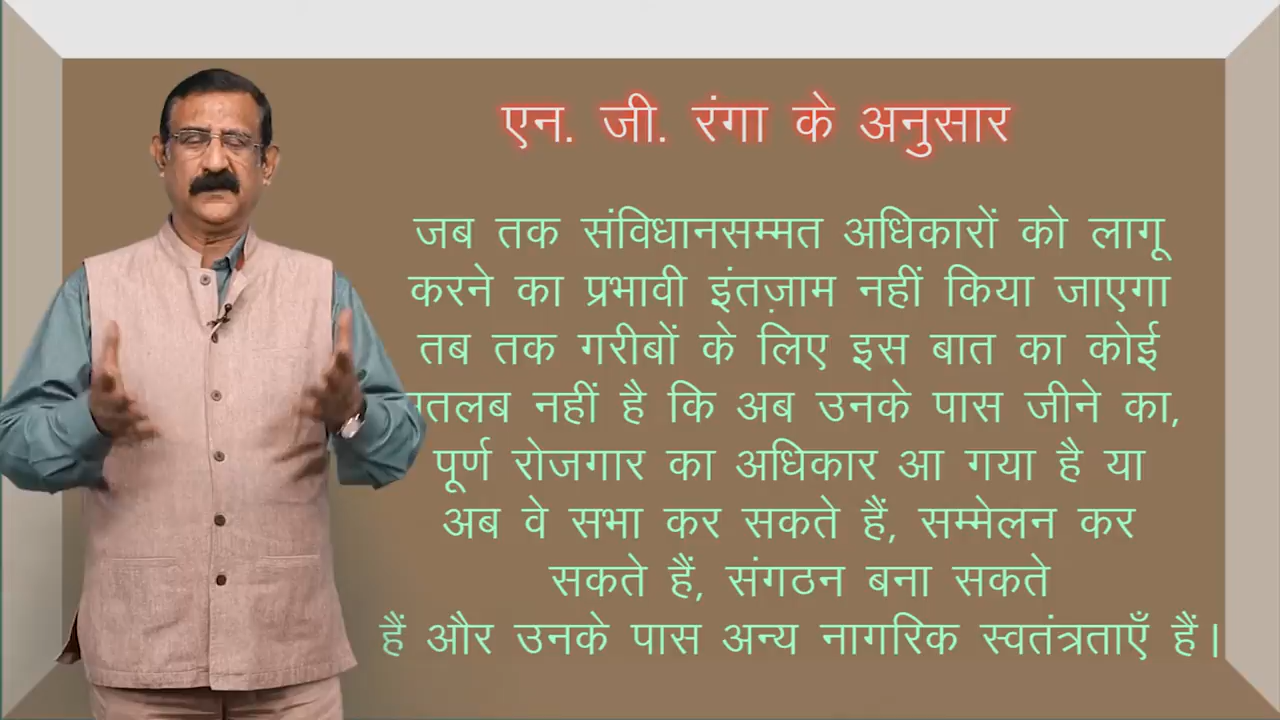 एन. जी. रंगा के अनुसार
जब तक संविधानसम्मत अधिकारों को लागू
करने का प्रभावी इंतज़ाम नहीं किया जाएगा
तब तक गरीबों के लिए इस बात का कोई
नहीं है कि अब उनके पास जीने का,
पूर्ण रोजगार का अधिकार आ गया है या
अब वे सभा कर सकते हैं, सम्मेलन कर
सकते हैं, संगठन बना सकते
हैं और उनके पास अन्य नागरिक स्वतंत्रताएँ हैं।